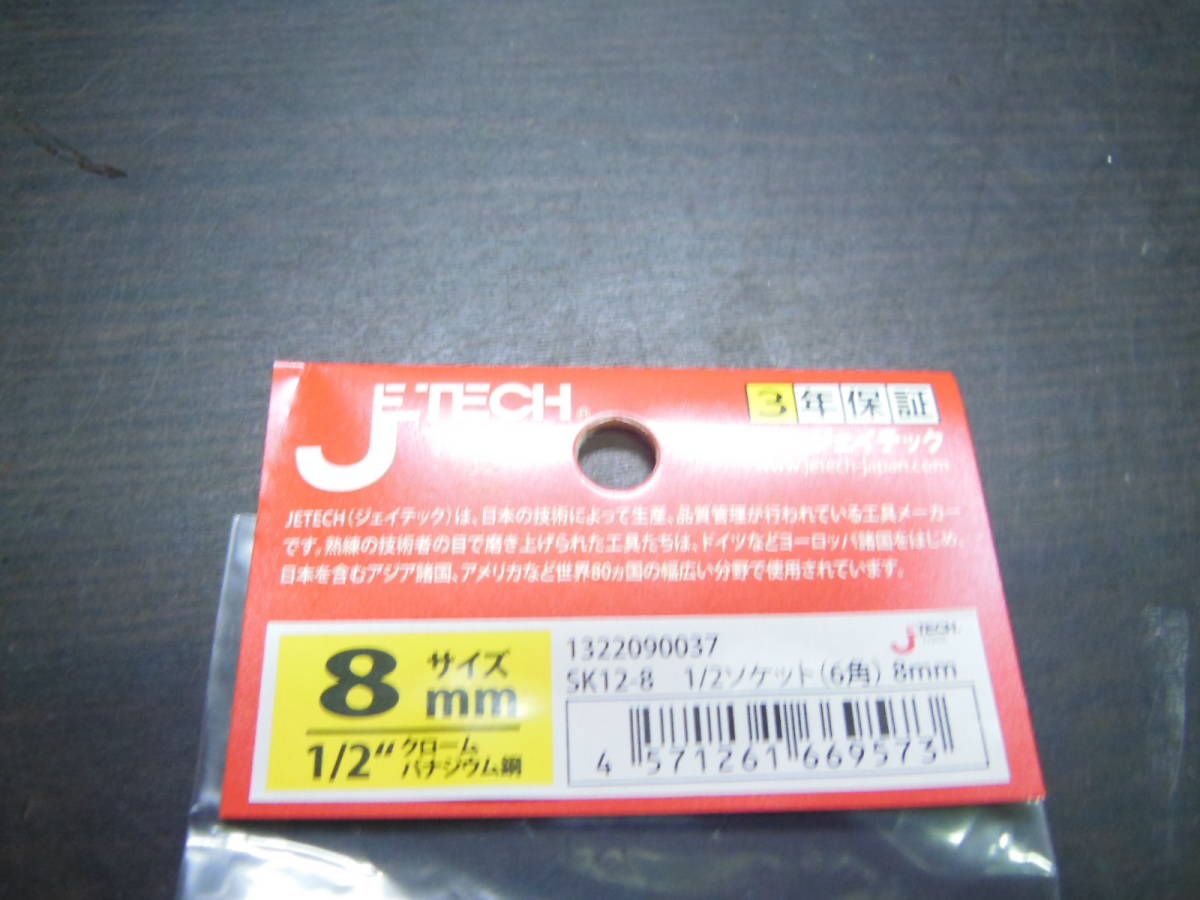 JETECH®
3年保証
ジェイテック
www.jetech-japan.com
JETECH(ジェイテック)は、日本の技術によって生産、品質管理が行われている工具メーカー
です。熟練の技術者の目で磨き上げられた工具たちは、ドイツなどヨーロッパ諸国をはじめ、
日本を含むアジア諸国、アメリカなど世界60ヵ国の幅広い分野で使用されています。
8 サイズ mm
1/2" クローム
バナジウム鋼
1322090037
JETECH
SK12-8 1/2ソケット(6角) 8mm
4 571261 669573